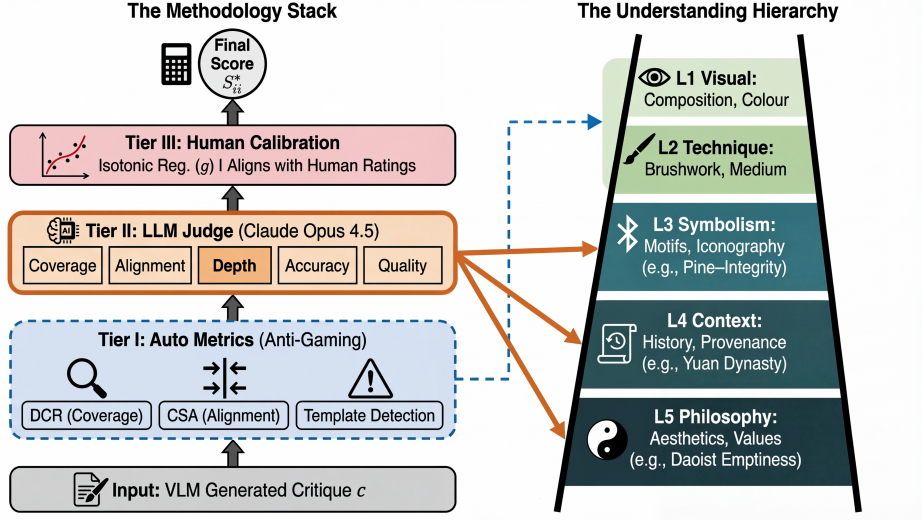 The Methodology Stack
Final
Score
S*ii
Tier III: Human Calibration
Isotonic Reg. (g) | Aligns with Human Ratings
AI
Tier II: LLM Judge (Claude Opus 4.5)
Coverage
Alignment
Depth
Accuracy
Quality
Tier I: Auto Metrics (Anti-Gaming)
DCR (Coverage)
CSA (Alignment)
Template Detection
Input: VLM Generated Critique c
The Understanding Hierarchy
L1 Visual:
Composition, Colour
L2 Technique:
Brushwork, Medium
L3 Symbolism:
Motifs, Iconography
(e.g., Pine–Integrity)
L4 Context:
History, Provenance
(e.g., Yuan Dynasty)
L5 Philosophy:
Aesthetics, Values
(e.g., Daoist Emptiness)